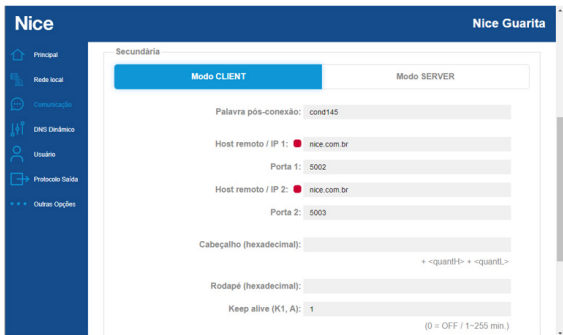 Nice
Nice Guarita
Principal
Rede local
Comunicação
DNS Dinâmico
Usuário
Protocolo Saída
Outras Opções
Secundária
Modo CLIENT Modo SERVER
Palavra pós-conexão: cond145
Host remoto / IP 1: nice.com.br
Porta 1: 5002
Host remoto / IP 2: nice.com.br
Porta 2: 5003
Cabeçalho (hexadecimal):
+ <quantH> + <quantL>
Rodapé (hexadecimal):
Keep alive (K1, A): 1
(0 = OFF / 1~255 min.)